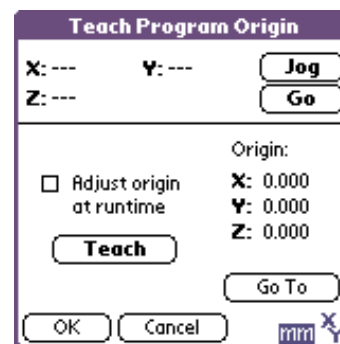 Teach Program Origin
X: --- Y: --- Jog
Z: --- Go
Origin:
Adjust origin X: 0.000
at runtime Y: 0.000
Z: 0.000
Teach
Go To
OK Cancel mm X Y